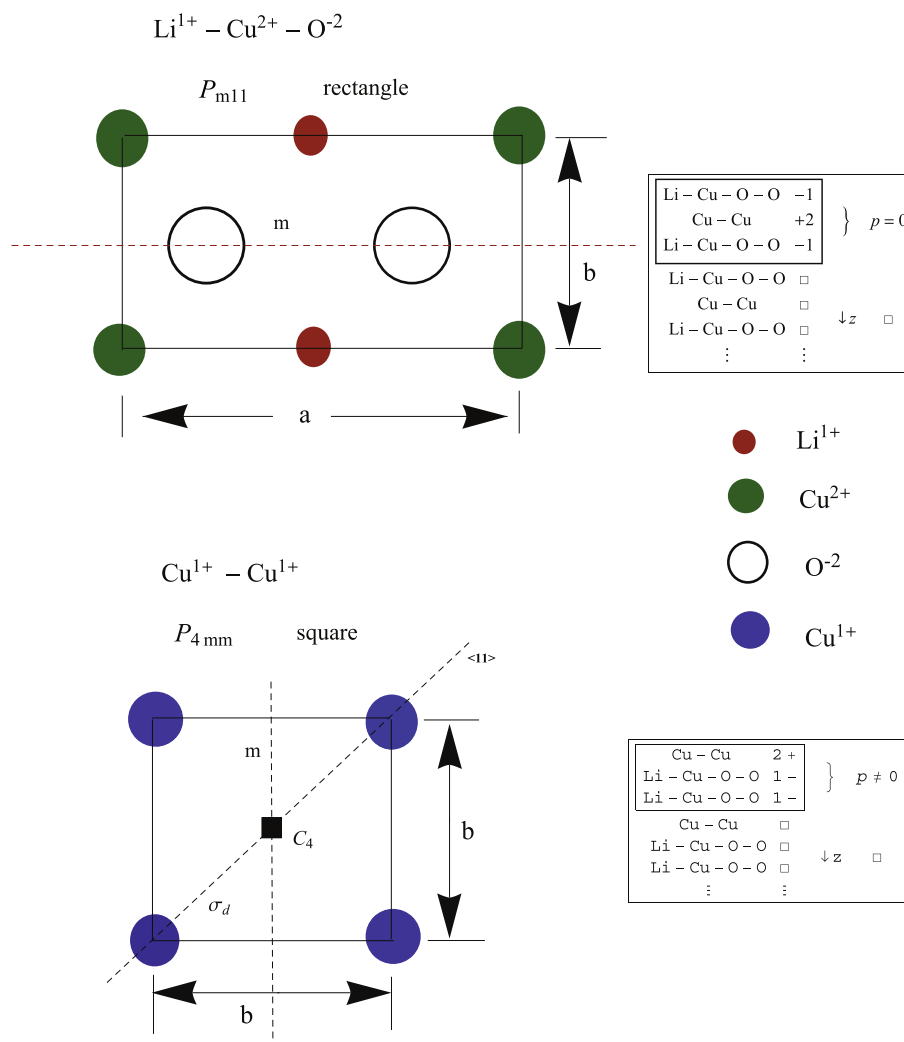 Li¹⁺ – Cu²⁺ – O⁻²
Pm11 rectangle
m
b
a
Li – Cu – O – O −1
Cu – Cu +2 } p = 0
Li – Cu – O – O −1
Li – Cu – O – O □
Cu – Cu □ ↓z □
Li – Cu – O – O □
⋮ ⋮
Li¹⁺
Cu²⁺
O⁻²
Cu¹⁺
Cu¹⁺ – Cu¹⁺
P4 mm square
<11>
m
C4
σd
b
b
Cu – Cu 2 +
Li – Cu – O – O 1 – } p ≠ 0
Li – Cu – O – O 1 –
Cu – Cu □
Li – Cu – O – O □ ↓z □
Li – Cu – O – O □
⋮ ⋮